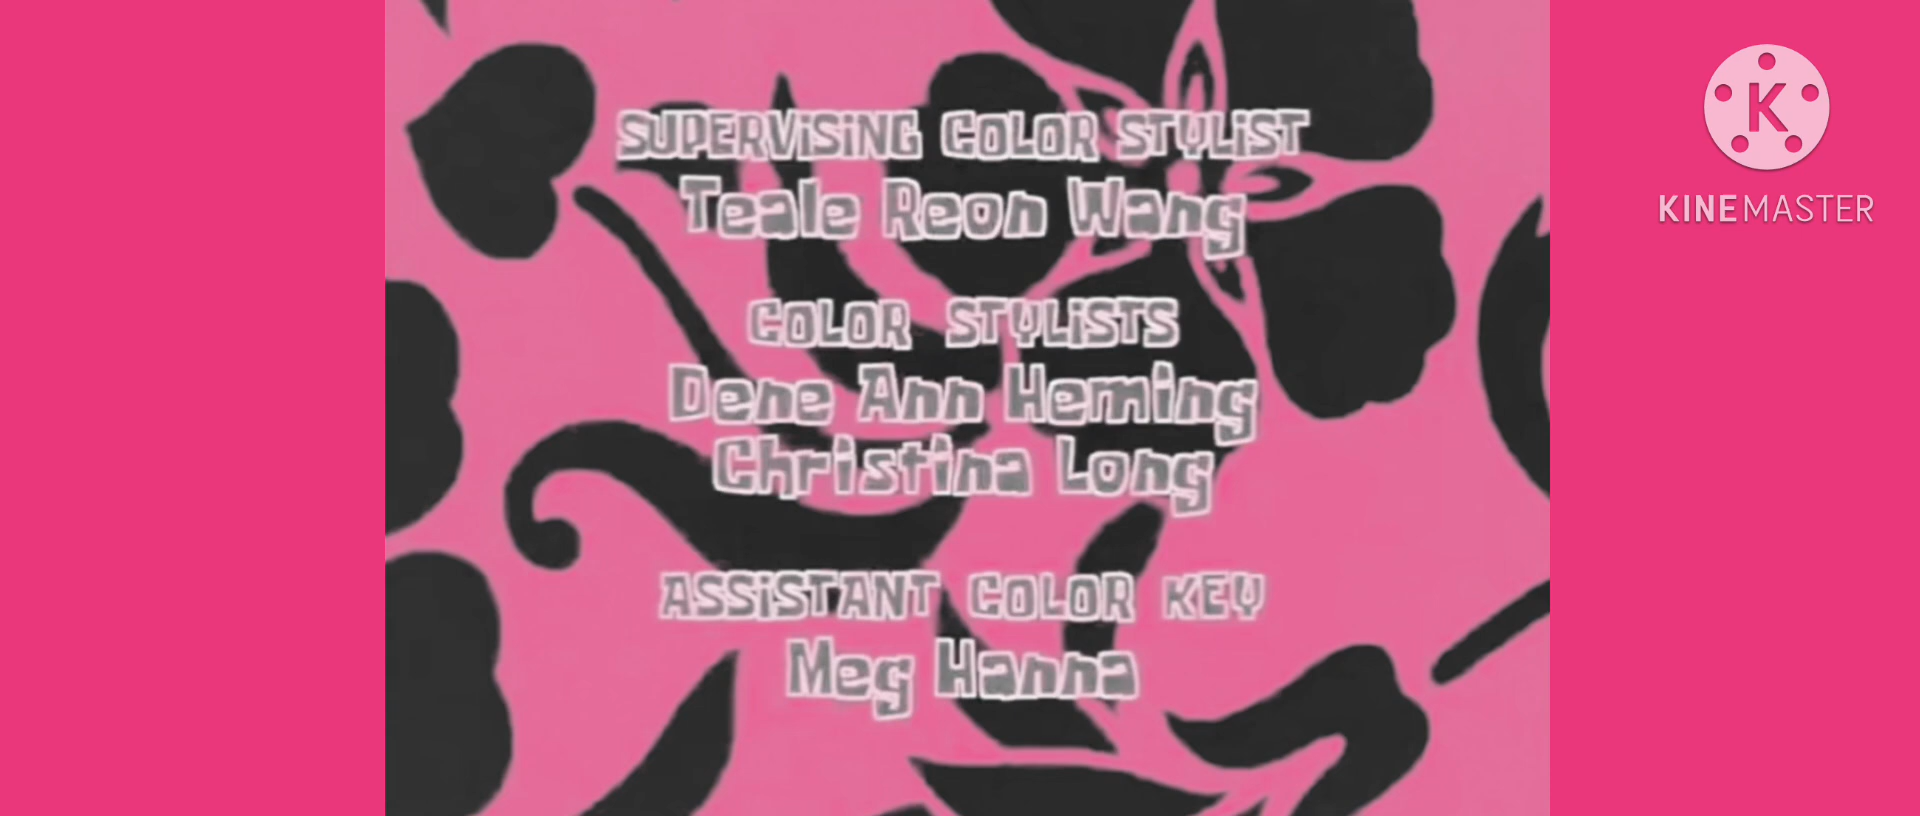 SUPERVISING COLOR STYLIST
Teale Reon Wang
COLOR STYLISTS
Dene Ann Heming
Christina Long
ASSISTANT COLOR KEY
Meg Hanna
K
KINEMASTER